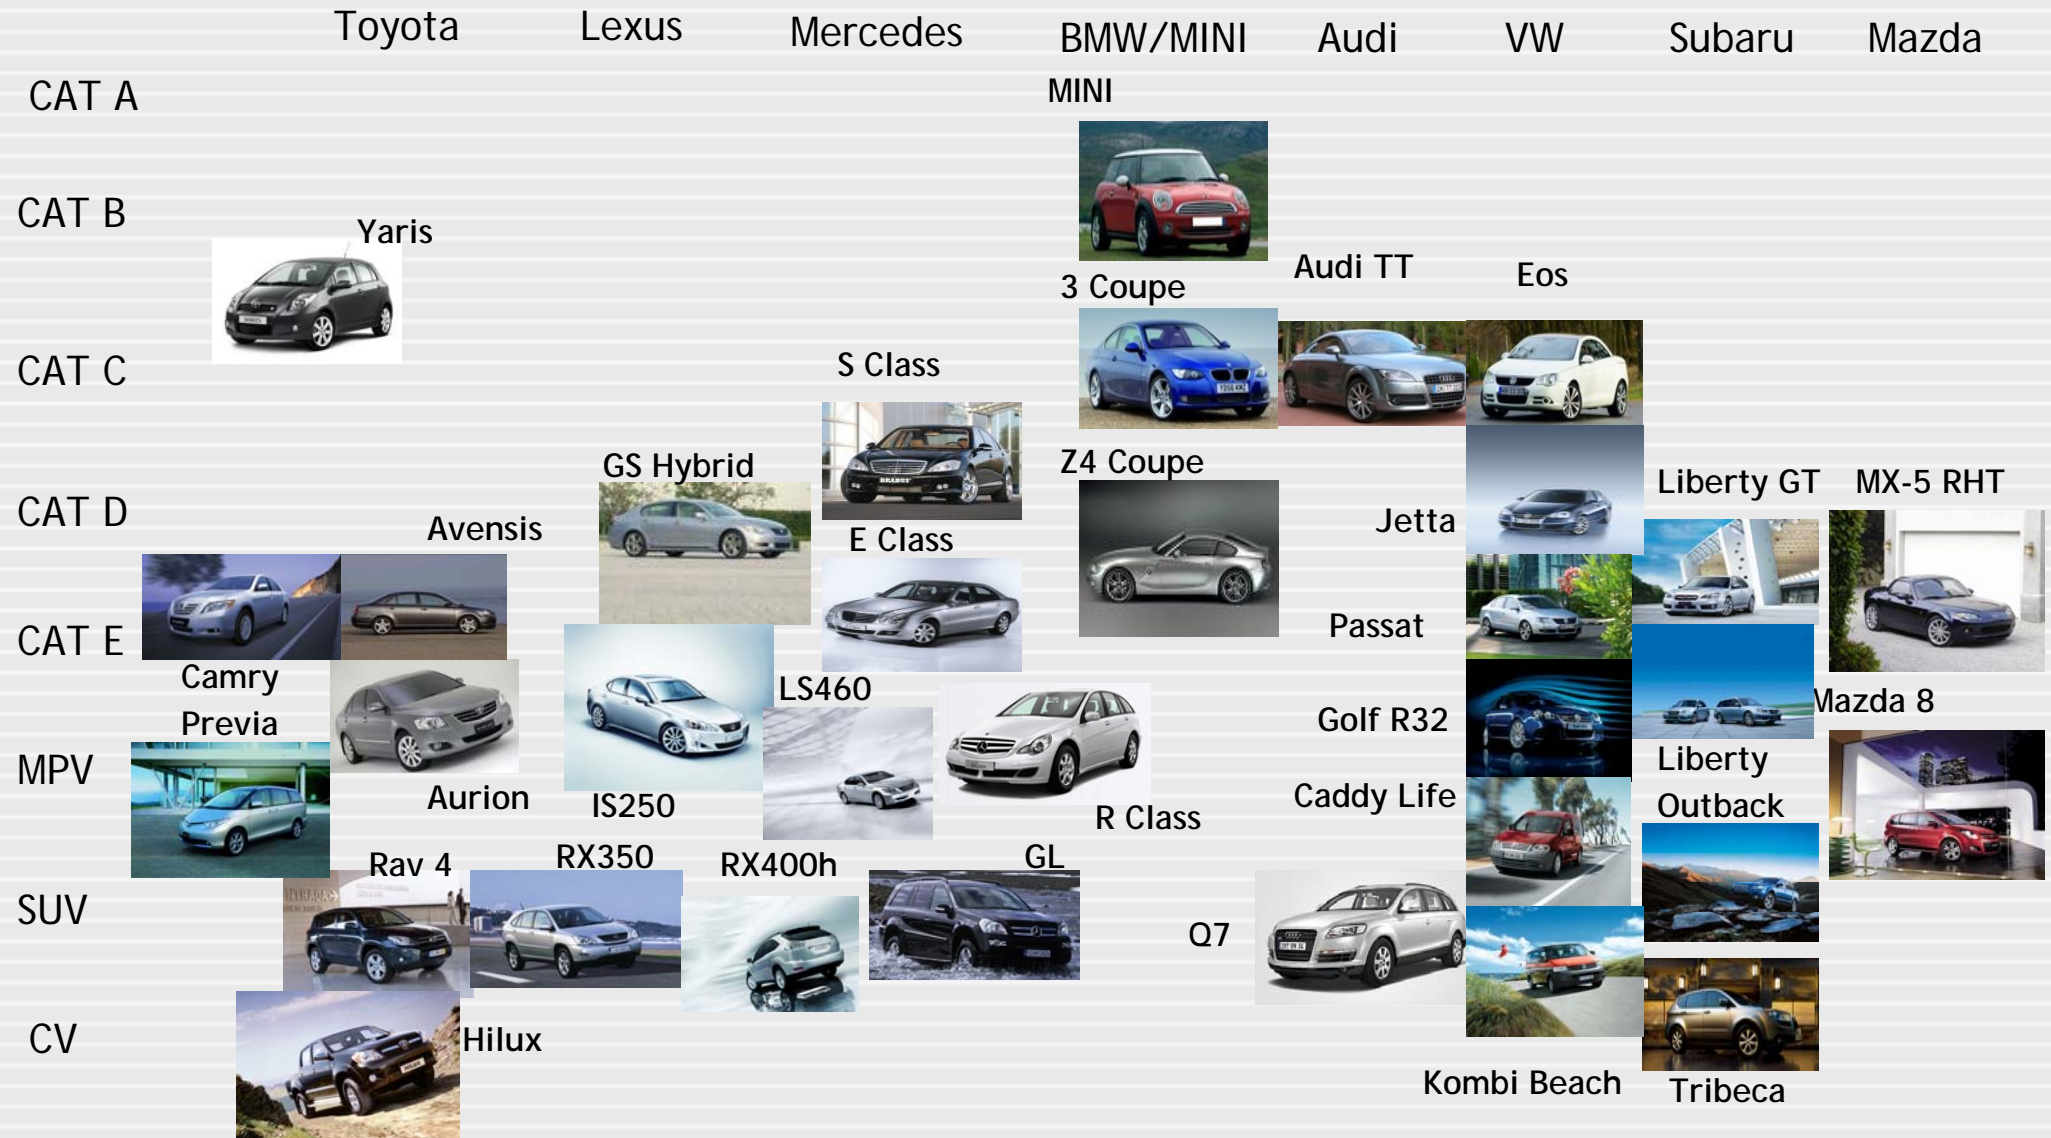 Toyota
Lexus
Mercedes
BMW/MINI
Audi
VW
Subaru
Mazda
CAT A
MINI
CAT B
Yaris
Audi TT
Eos
3 Coupe
CAT C
S Class
GS Hybrid
Z4 Coupe
Liberty GT
MX-5 RHT
CAT D
Avensis
E Class
Jetta
BRABUS
CAT E
Passat
Camry
Previa
LS460
Golf R32
Mazda 8
MPV
Aurion
IS250
R Class
Caddy Life
Liberty
Outback
Rav 4
RX350
RX400h
GL
SUV
Q7
CV
Hilux
Kombi Beach
Tribeca